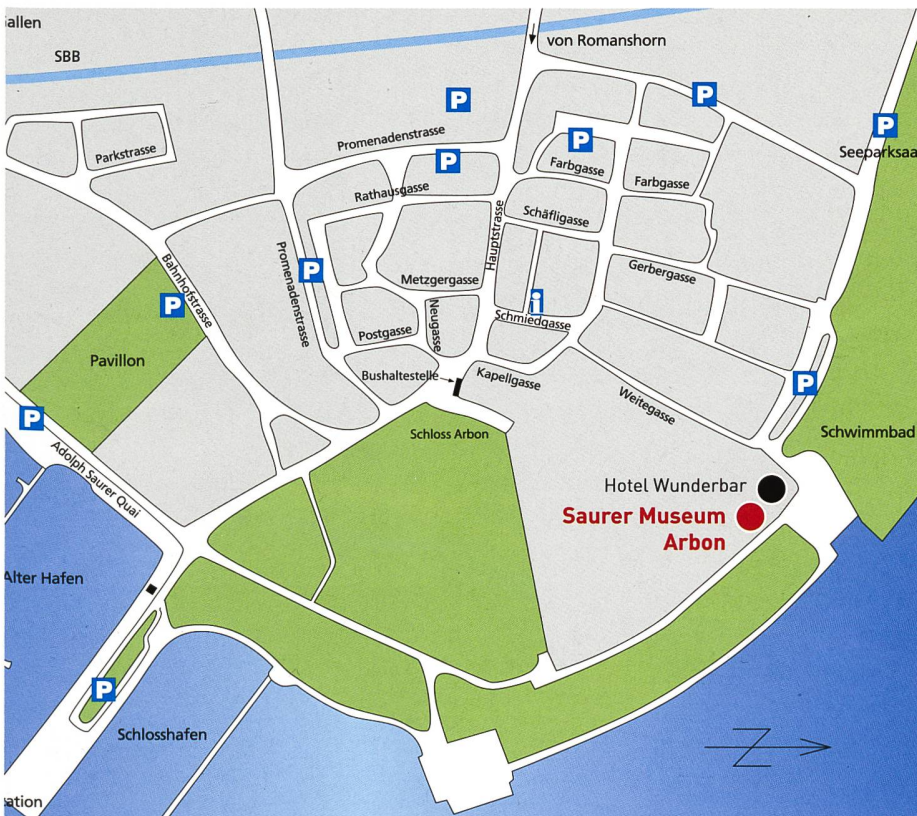 allen
SBB
von Romanshorn
P
P
P
P
P
Promenadenstrasse
Parkstrasse
Seeparksaa
Farbgasse
Farbgasse
Rathausgasse
Schäfligasse
Hauptstrasse
Promenadenstrasse
Bahnhofstrasse
P
P
Metzgergasse
Gerbergasse
i
Neugasse
Schmiedgasse
Postgasse
Pavillon
Bushaltestelle
Kapellgasse
P
Weitegasse
P
Schloss Arbon
Schwimmbad
Adolph Saurer Quai
Hotel Wunderbar
Saurer Museum
Arbon
Alter Hafen
P
Schlosshafen
N
ation